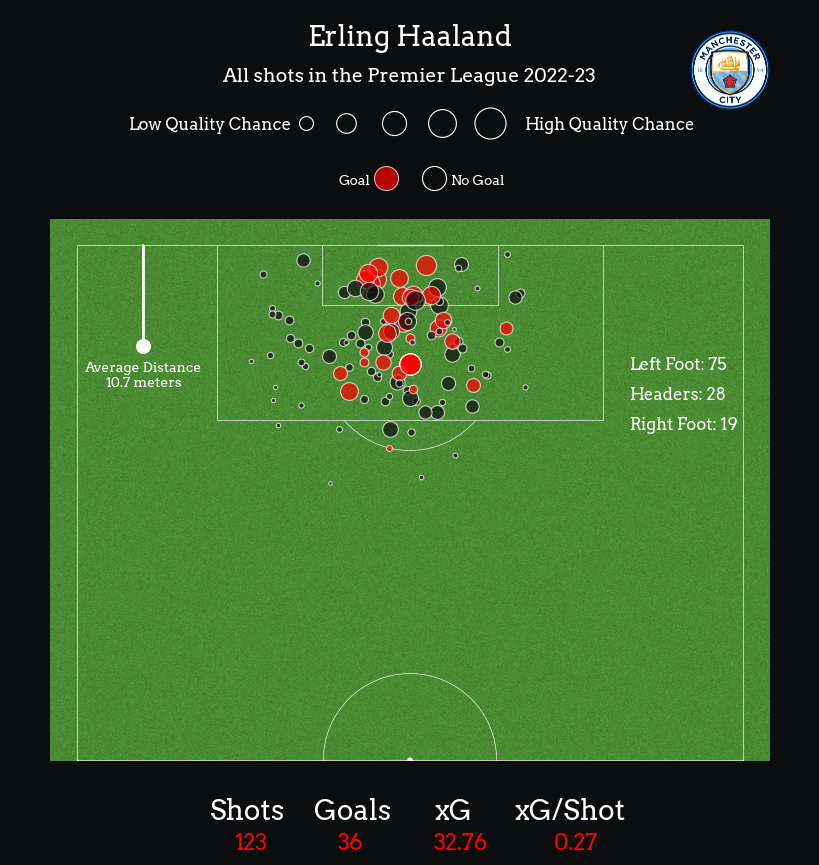 Erling Haaland
All shots in the Premier League 2022-23
MANCHESTER
18 94
CITY
Low Quality Chance High Quality Chance
Goal No Goal
Average Distance
10.7 meters
Left Foot: 75
Headers: 28
Right Foot: 19
Shots Goals xG xG/Shot
123 36 32.76 0.27